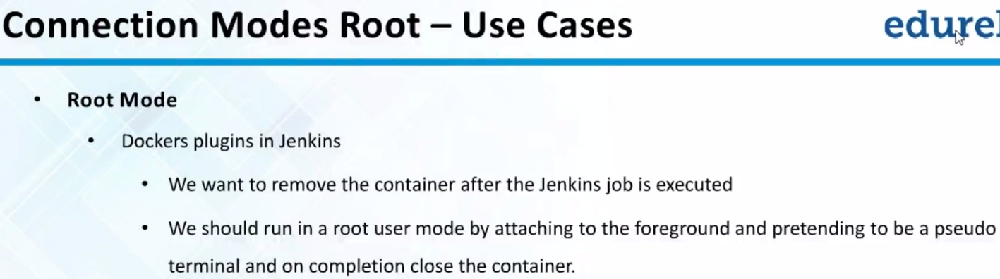 Connection Modes Root – Use Cases
edurek
• Root Mode
• Dockers plugins in Jenkins
• We want to remove the container after the Jenkins job is executed
• We should run in a root user mode by attaching to the foreground and pretending to be a pseudo
terminal and on completion close the container.